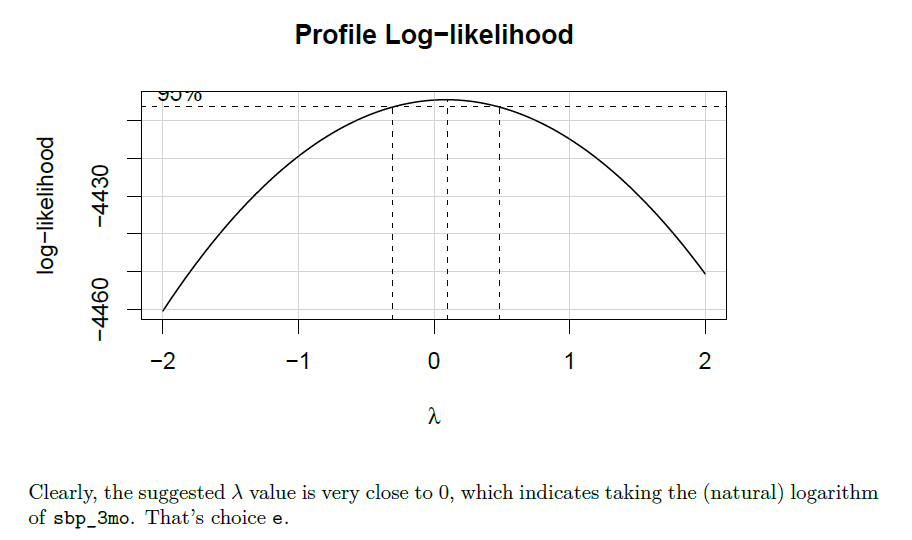 Profile Log−likelihood
95%
log−likelihood
−4430
−4460
−2 −1 0 1 2
λ
Clearly, the suggested λ value is very close to 0, which indicates taking the (natural) logarithm
of sbp_3mo. That's choice e.